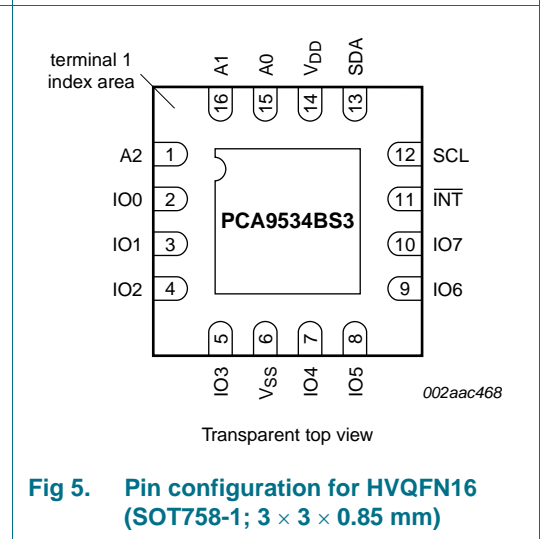 terminal 1
index area
A1
A0
VDD
SDA
16
15
14
13
A2 1
12 SCL
IO0 2
11 INT
PCA9534BS3
IO1 3
10 IO7
IO2 4
9 IO6
5
6
7
8
IO3
VSS
IO4
IO5
002aac468
Transparent top view
Fig 5. Pin configuration for HVQFN16
(SOT758-1; 3 × 3 × 0.85 mm)